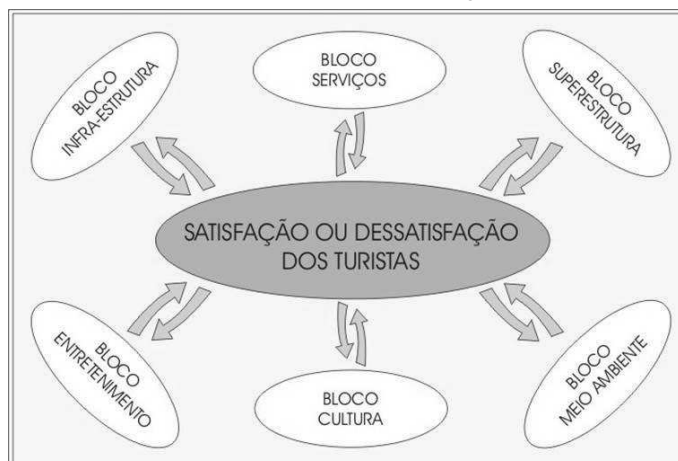 BLOCO
INFRA-ESTRUTURA
BLOCO
SERVIÇOS
BLOCO
SUPERESTRUTURA
SATISFAÇÃO OU DESSATISFAÇÃO
DOS TURISTAS
BLOCO
ENTRETENIMENTO
BLOCO
CULTURA
BLOCO
MEIO AMBIENTE